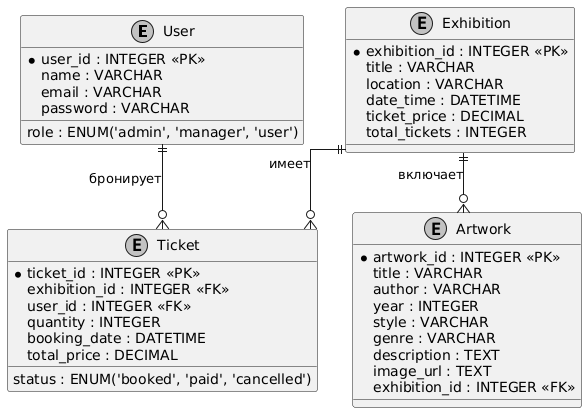 E User
user_id : INTEGER «PK»
name : VARCHAR
email : VARCHAR
password : VARCHAR
role : ENUM('admin', 'manager', 'user')
E Exhibition
exhibition_id : INTEGER «PK»
title : VARCHAR
location : VARCHAR
date_time : DATETIME
ticket_price : DECIMAL
total_tickets : INTEGER
бронирует
имеет
включает
E Ticket
ticket_id : INTEGER «PK»
exhibition_id : INTEGER «FK»
user_id : INTEGER «FK»
quantity : INTEGER
booking_date : DATETIME
total_price : DECIMAL
status : ENUM('booked', 'paid', 'cancelled')
E Artwork
artwork_id : INTEGER «PK»
title : VARCHAR
author : VARCHAR
year : INTEGER
style : VARCHAR
genre : VARCHAR
description : TEXT
image_url : TEXT
exhibition_id : INTEGER «FK»